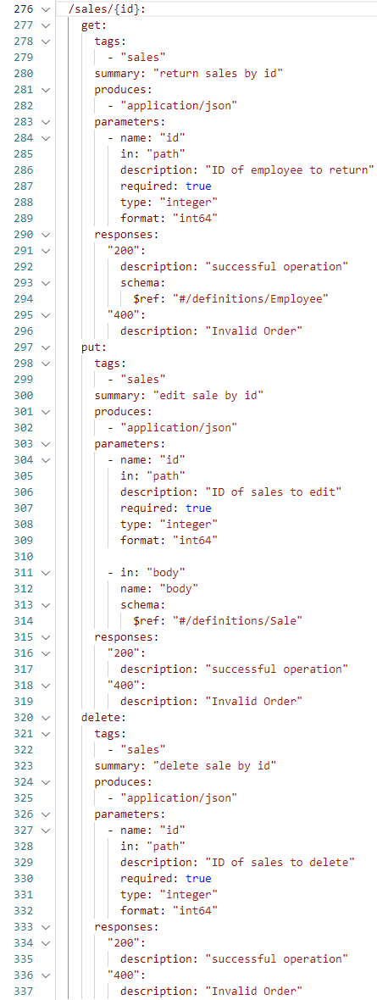 276 /sales/{id}:
277 get:
278 tags:
279 - "sales"
280 summary: "return sales by id"
281 produces:
282 - "application/json"
283 parameters:
284 - name: "id"
285 in: "path"
286 description: "ID of employee to return"
287 required: true
288 type: "integer"
289 format: "int64"
290 responses:
291 "200":
292 description: "successful operation"
293 schema:
294 $ref: "#/definitions/Employee"
295 "400":
296 description: "Invalid Order"
297 put:
298 tags:
299 - "sales"
300 summary: "edit sale by id"
301 produces:
302 - "application/json"
303 parameters:
304 - name: "id"
305 in: "path"
306 description: "ID of sales to edit"
307 required: true
308 type: "integer"
309 format: "int64"
310
311 - in: "body"
312 name: "body"
313 schema:
314 $ref: "#/definitions/Sale"
315 responses:
316 "200":
317 description: "successful operation"
318 "400":
319 description: "Invalid Order"
320 delete:
321 tags:
322 - "sales"
323 summary: "delete sale by id"
324 produces:
325 - "application/json"
326 parameters:
327 - name: "id"
328 in: "path"
329 description: "ID of sales to delete"
330 required: true
331 type: "integer"
332 format: "int64"
333 responses:
334 "200":
335 description: "successful operation"
336 "400":
337 description: "Invalid Order"